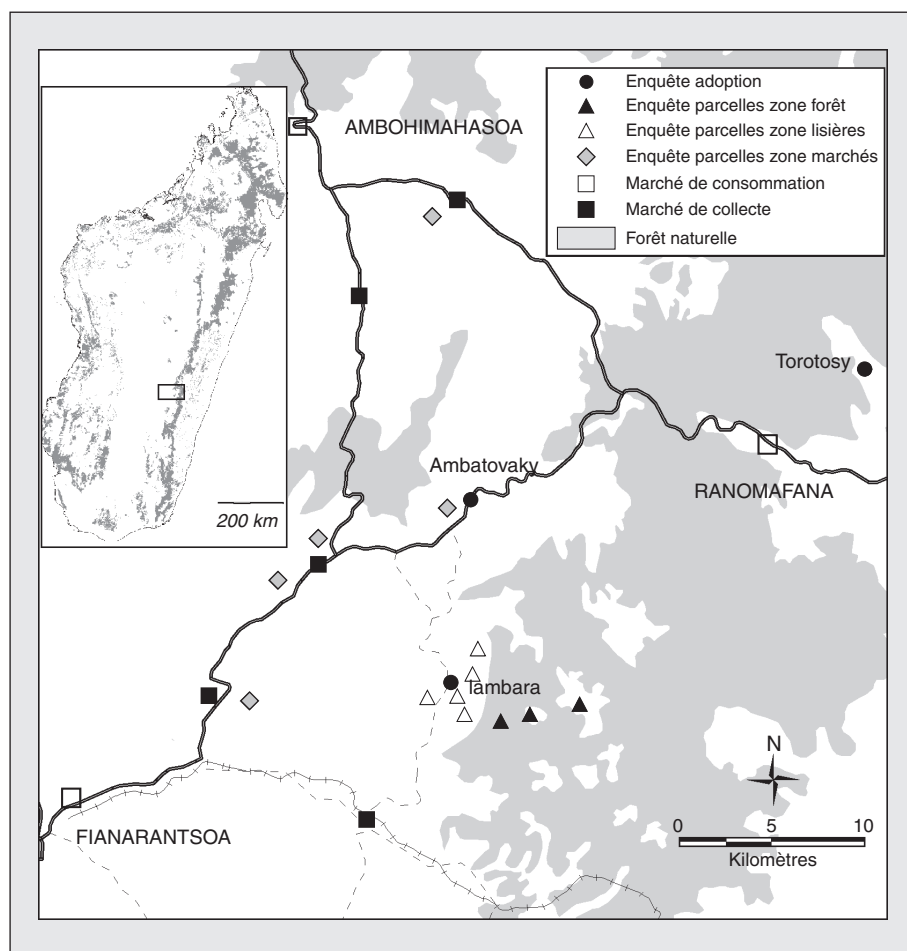 Enquête adoption
Enquête parcelles zone forêt
Enquête parcelles zone lisières
Enquête parcelles zone marchés
Marché de consommation
Marché de collecte
Forêt naturelle
AMBOHIMAHASOA
Torotosy
Ambatovaky
RANOMAFANA
200 km
Iambara
N
0 5 10
Kilomètres
FIANARANTSOA